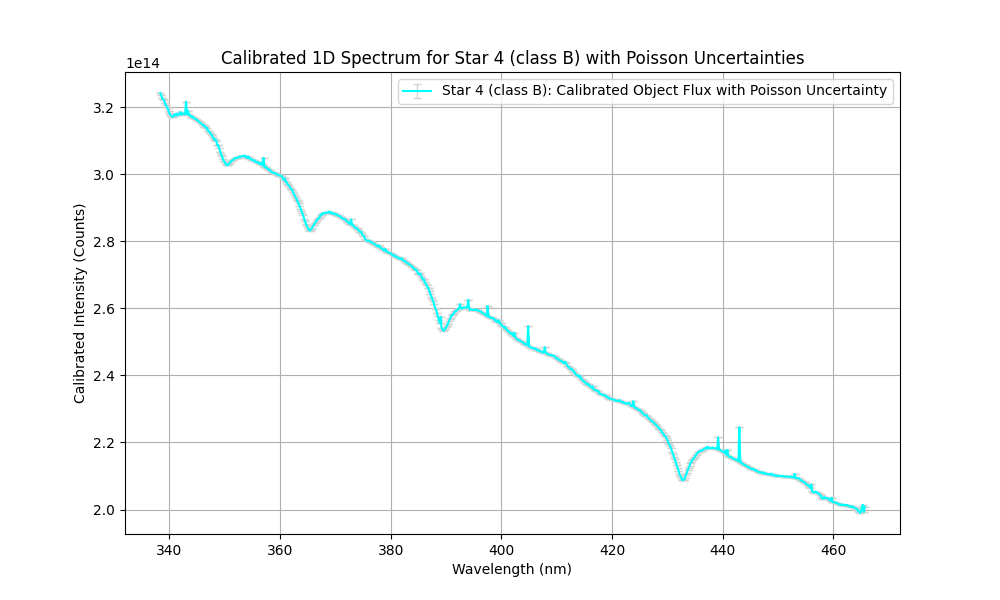 Calibrated 1D Spectrum for Star 4 (class B) with Poisson Uncertainties
1e14
Star 4 (class B): Calibrated Object Flux with Poisson Uncertainty
3.2
3.0
2.8
2.6
2.4
2.2
2.0
Calibrated Intensity (Counts)
340 360 380 400 420 440 460
Wavelength (nm)